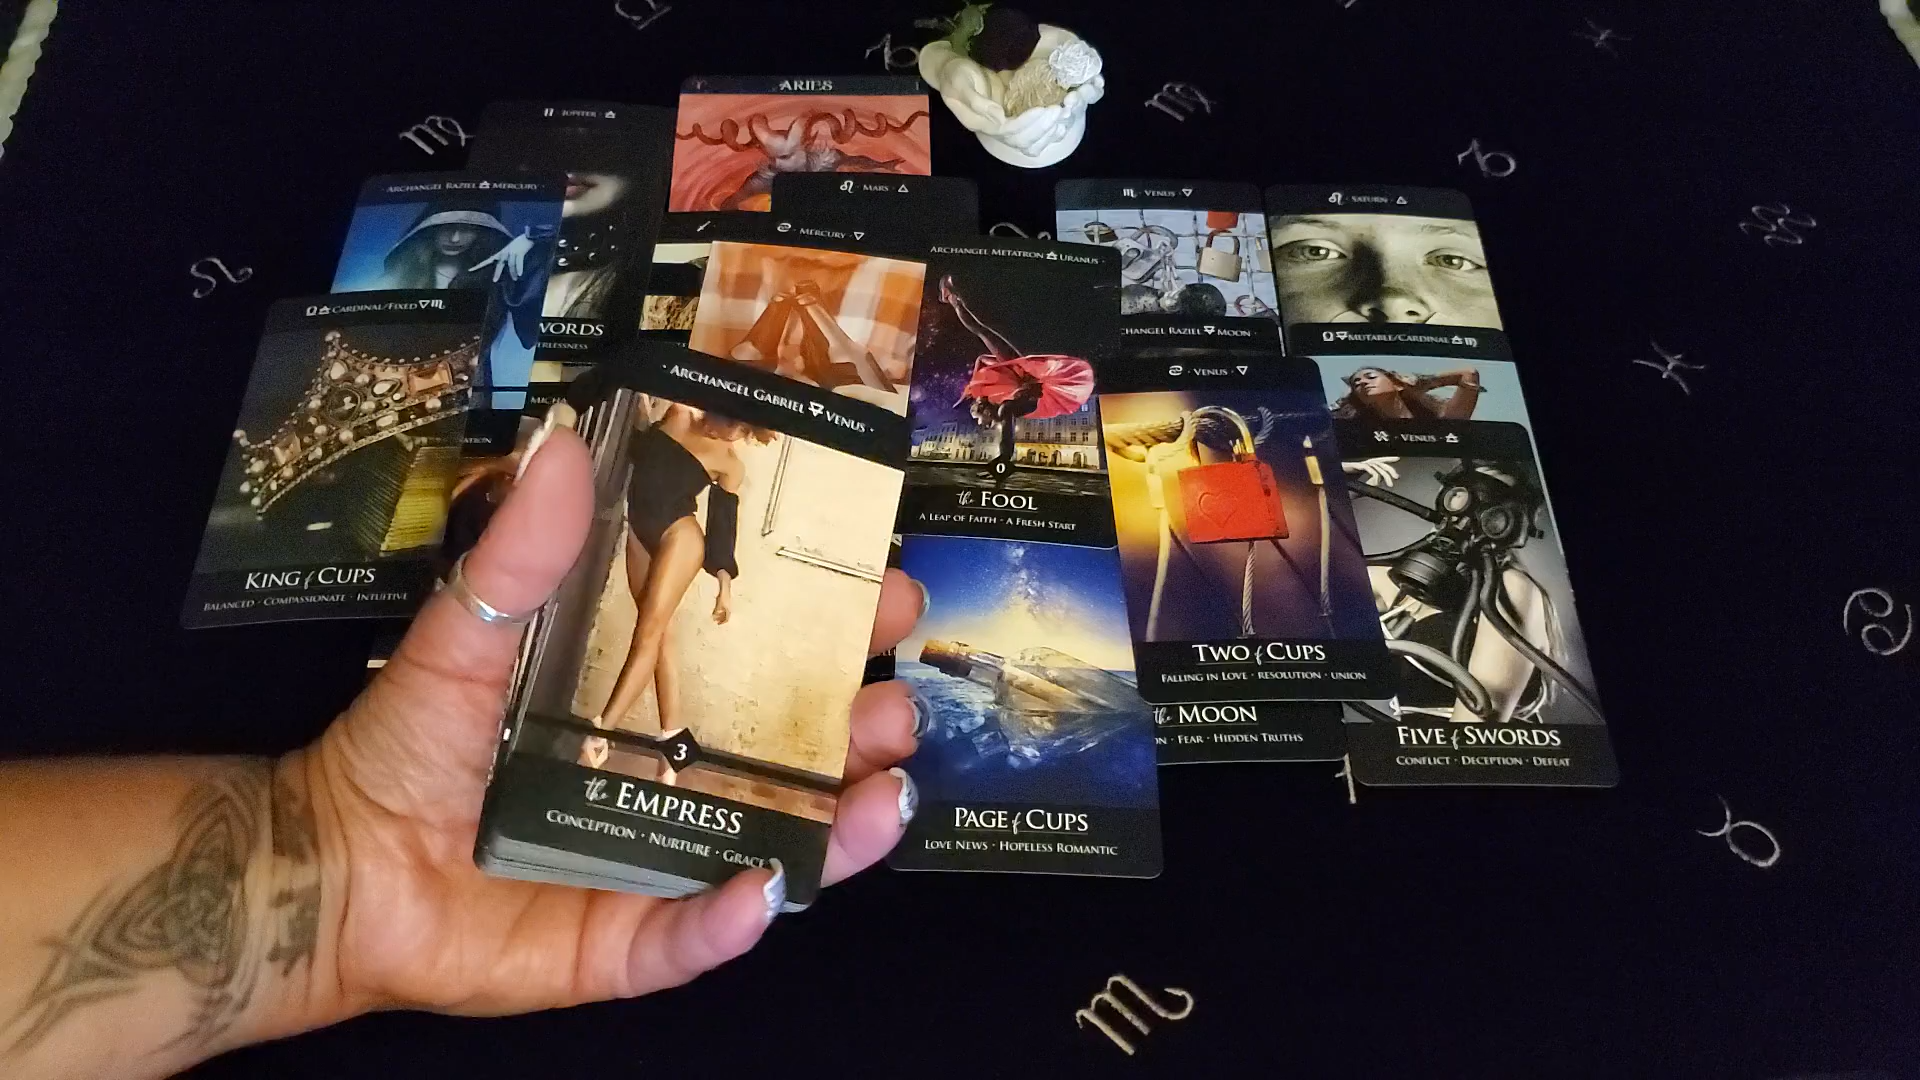 ARIES
JUPITER
ARCHANGEL RAZIEL MERCURY
MARS
VENUS
SATURN
MERCURY
ARCHANGEL METATRON URANUS
CARDINAL/FIXED
WORDS
MOON
MUTABLE/CARDINAL
ARCHANGEL GABRIEL VENUS
VENUS
VENUS
0
the FOOL
A LEAP OF FAITH · A FRESH START
KING of CUPS
BALANCED · COMPASSIONATE · INTUITIVE
TWO of CUPS
FALLING IN LOVE · RESOLUTION · UNION
the MOON
FEAR · HIDDEN TRUTHS
FIVE of SWORDS
CONFLICT · DECEPTION · DEFEAT
3
the EMPRESS
CONCEPTION · NURTURE · GRACE
PAGE of CUPS
LOVE NEWS · HOPELESS ROMANTIC